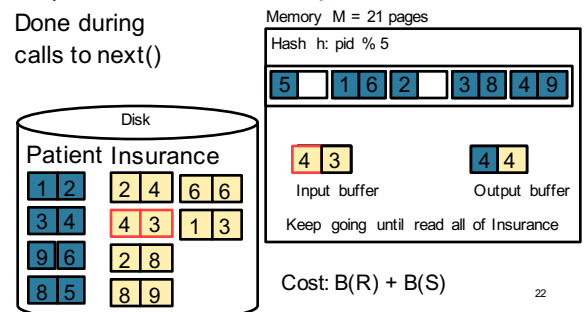 Done during
calls to next()
Memory M = 21 pages
Hash h: pid % 5
5 1 6 2 3 8 4 9
Disk
Patient Insurance
1 2 2 4 6 6
3 4 4 3 1 3
9 6 2 8
8 5 8 9
4 3 4 4
Input buffer Output buffer
Keep going until read all of Insurance
Cost: B(R) + B(S)
22